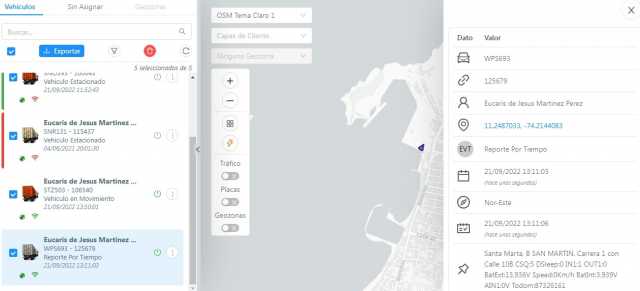 Vehículos
Sin Asignar
Geozonas
Buscar...
Exportar
5 seleccionados de 5
Vehículo Estacionado
21/09/2022 11:52:43
Eucaris de Jesus Martinez ...
SNR131 - 115437
Vehículo Estacionado
04/06/2021 20:01:30
Eucaris de Jesus Martinez ...
STZ503 - 108340
Vehículo en Movimiento
21/09/2022 13:10:01
Eucaris de Jesus Martinez ...
WPS693 - 125679
Reporte Por Tiempo
21/09/2022 13:11:03
OSM Tema Claro 1
Capas de Cliente
Ninguna Geozona
Tráfico
Placas
Geozonas
Dato Valor
WPS693
125679
Eucaris de Jesus Martinez Perez
11.2487033, -74.2144083
EVT
Reporte Por Tiempo
21/09/2022 13:11:03
(hace unos segundos)
Nor-Este
21/09/2022 13:11:06
(hace unos segundos)
Santa Marta, B SAN MARTIN, Carrera 1 con
Calle 10B CSQ:5 DSleep:0 IN1:1 OUT1:0
BatExt:13,936V Speed:0Km/h BatInt:3,939V
AIN1:0V Todom:87326161